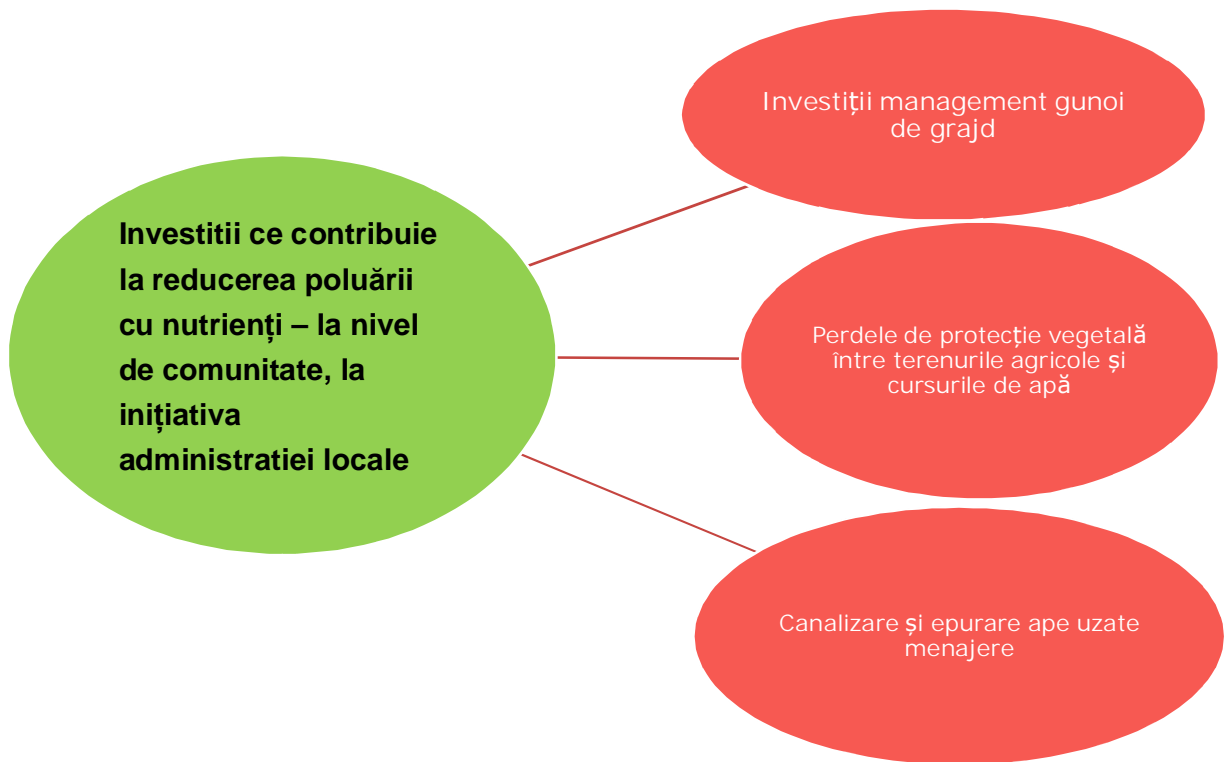 Investiții management gunoi
de grajd
Investitii ce contribuie
la reducerea poluării
cu nutrienți – la nivel
de comunitate, la
inițiativa
administratiei locale
Perdele de protecție vegetală
între terenurile agricole și
cursurile de apă
Canalizare și epurare ape uzate
menajere